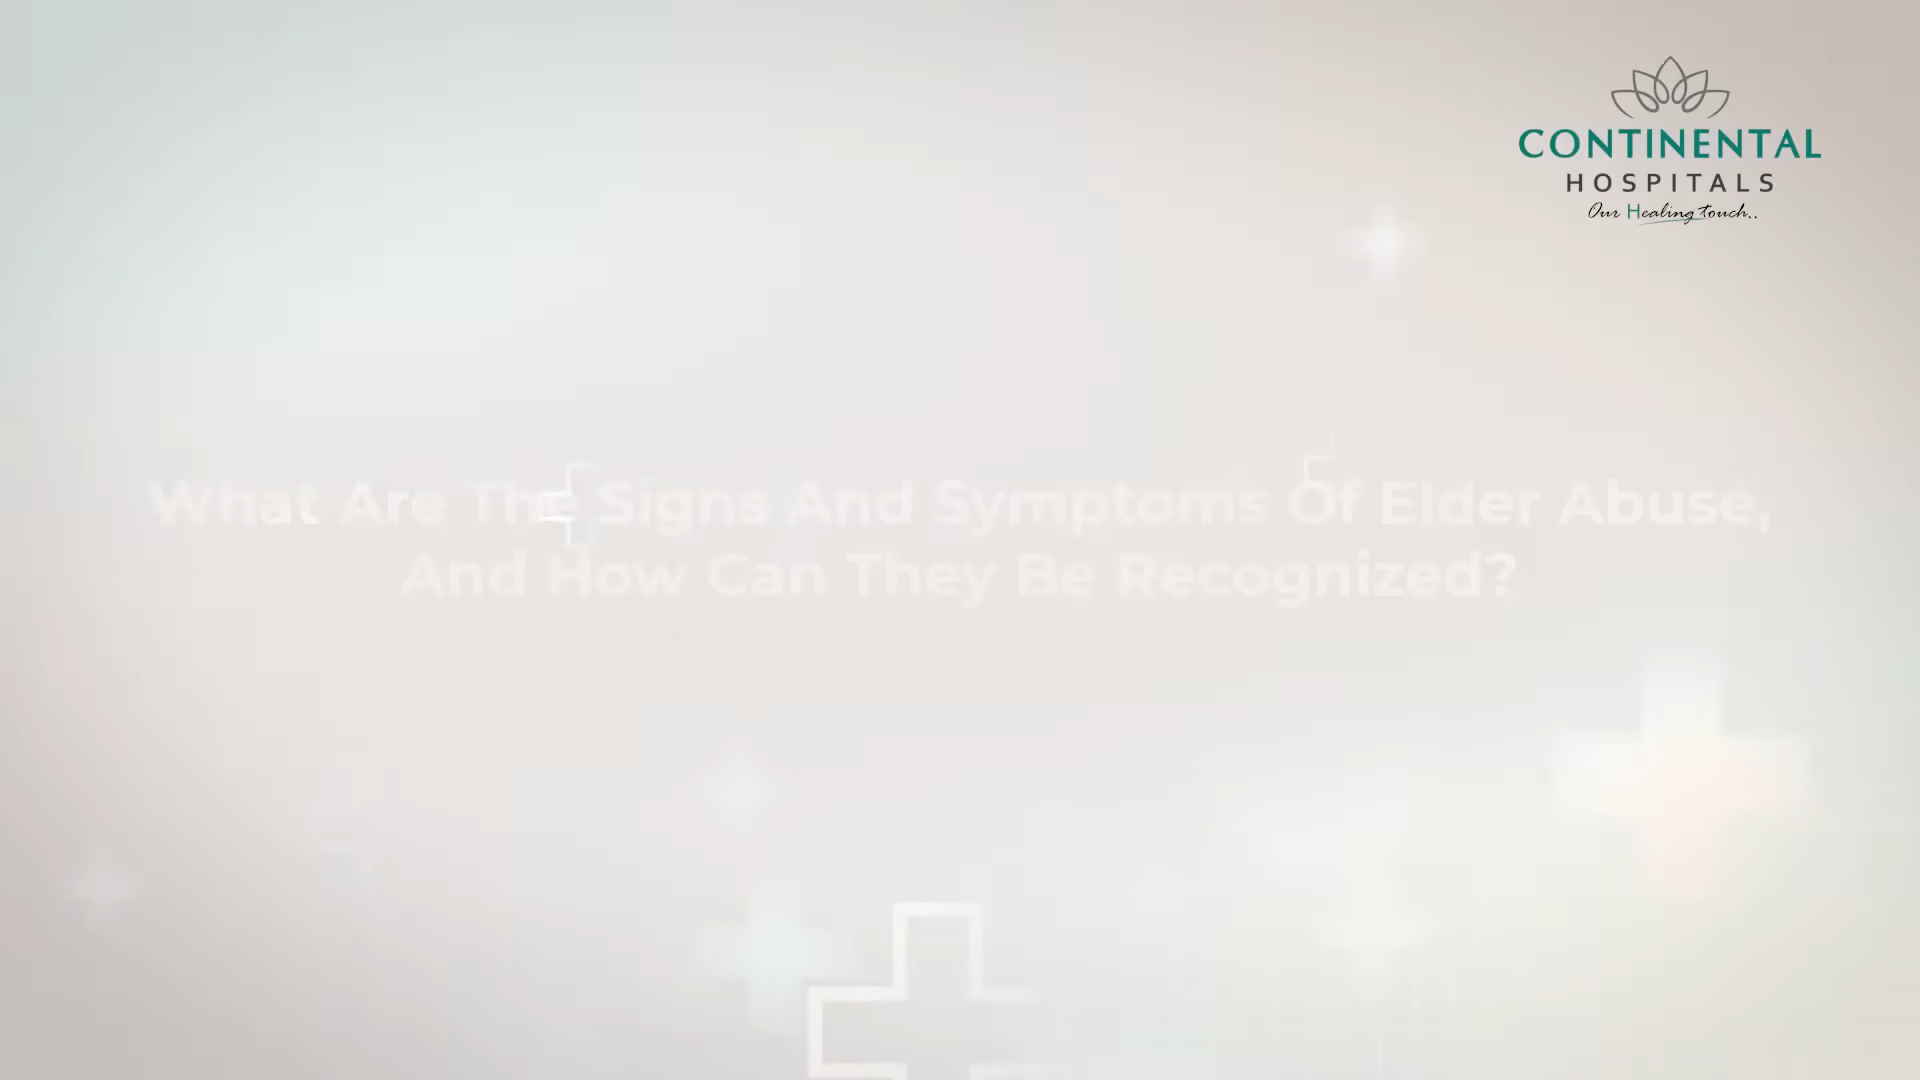 CONTINENTAL
HOSPITALS
Our Healing touch..
What Are The Signs And Symptoms Of Elder Abuse,
And How Can They Be Recognized?